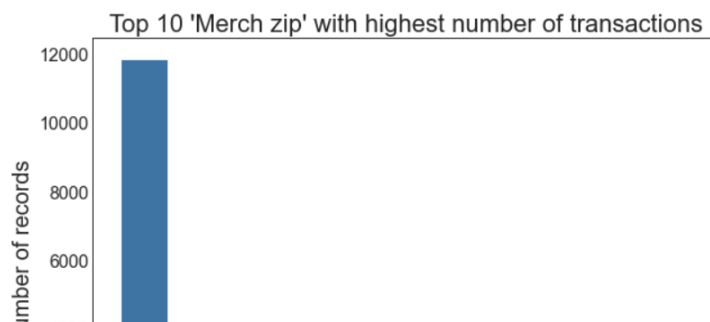 Top 10 'Merch zip' with highest number of transactions
12000
10000
8000
6000
umber of records